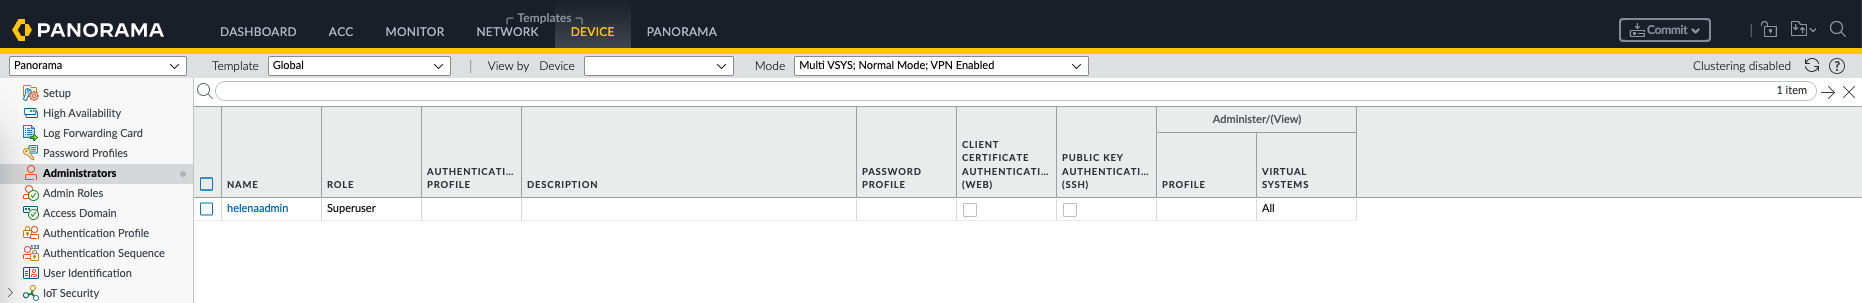 Templates
PANORAMA
DASHBOARD ACC MONITOR NETWORK DEVICE PANORAMA
Commit
Panorama Template Global View by Device Mode Multi VSYS; Normal Mode; VPN Enabled Clustering disabled
1 item
Setup
High Availability
Log Forwarding Card
Password Profiles
Administrators
Admin Roles
Access Domain
Authentication Profile
Authentication Sequence
User Identification
IoT Security
NAME
ROLE
AUTHENTICATI...
PROFILE
DESCRIPTION
PASSWORD
PROFILE
CLIENT
CERTIFICATE
AUTHENTICATI...
(WEB)
PUBLIC KEY
AUTHENTICATI...
(SSH)
Administer/(View)
PROFILE
VIRTUAL
SYSTEMS
helenaadmin Superuser All